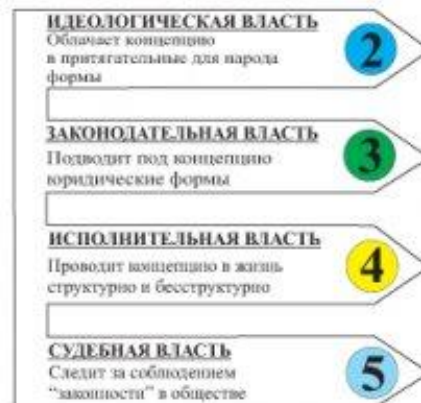 ИДЕОЛОГИЧЕСКАЯ ВЛАСТЬ
Облачает концепцию
в притягательные для народа
формы
2
ЗАКОНОДАТЕЛЬНАЯ ВЛАСТЬ
Подводит под концепцию
юридические формы
3
ИСПОЛНИТЕЛЬНАЯ ВЛАСТЬ
Проводит концепцию в жизнь
структурно и бесструктурно
4
СУДЕБНАЯ ВЛАСТЬ
Следит за соблюдением
"законности" в обществе
5